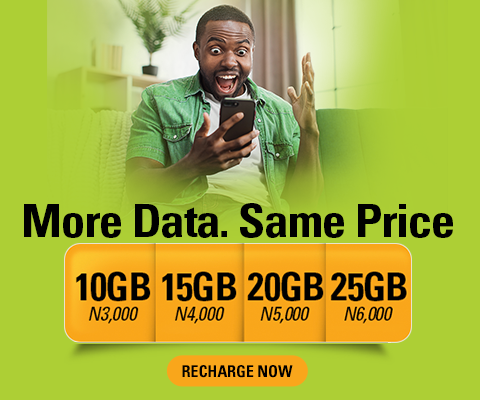 More Data. Same Price
10GB 15GB 20GB 25GB
N3,000 N4,000 N5,000 N6,000
RECHARGE NOW